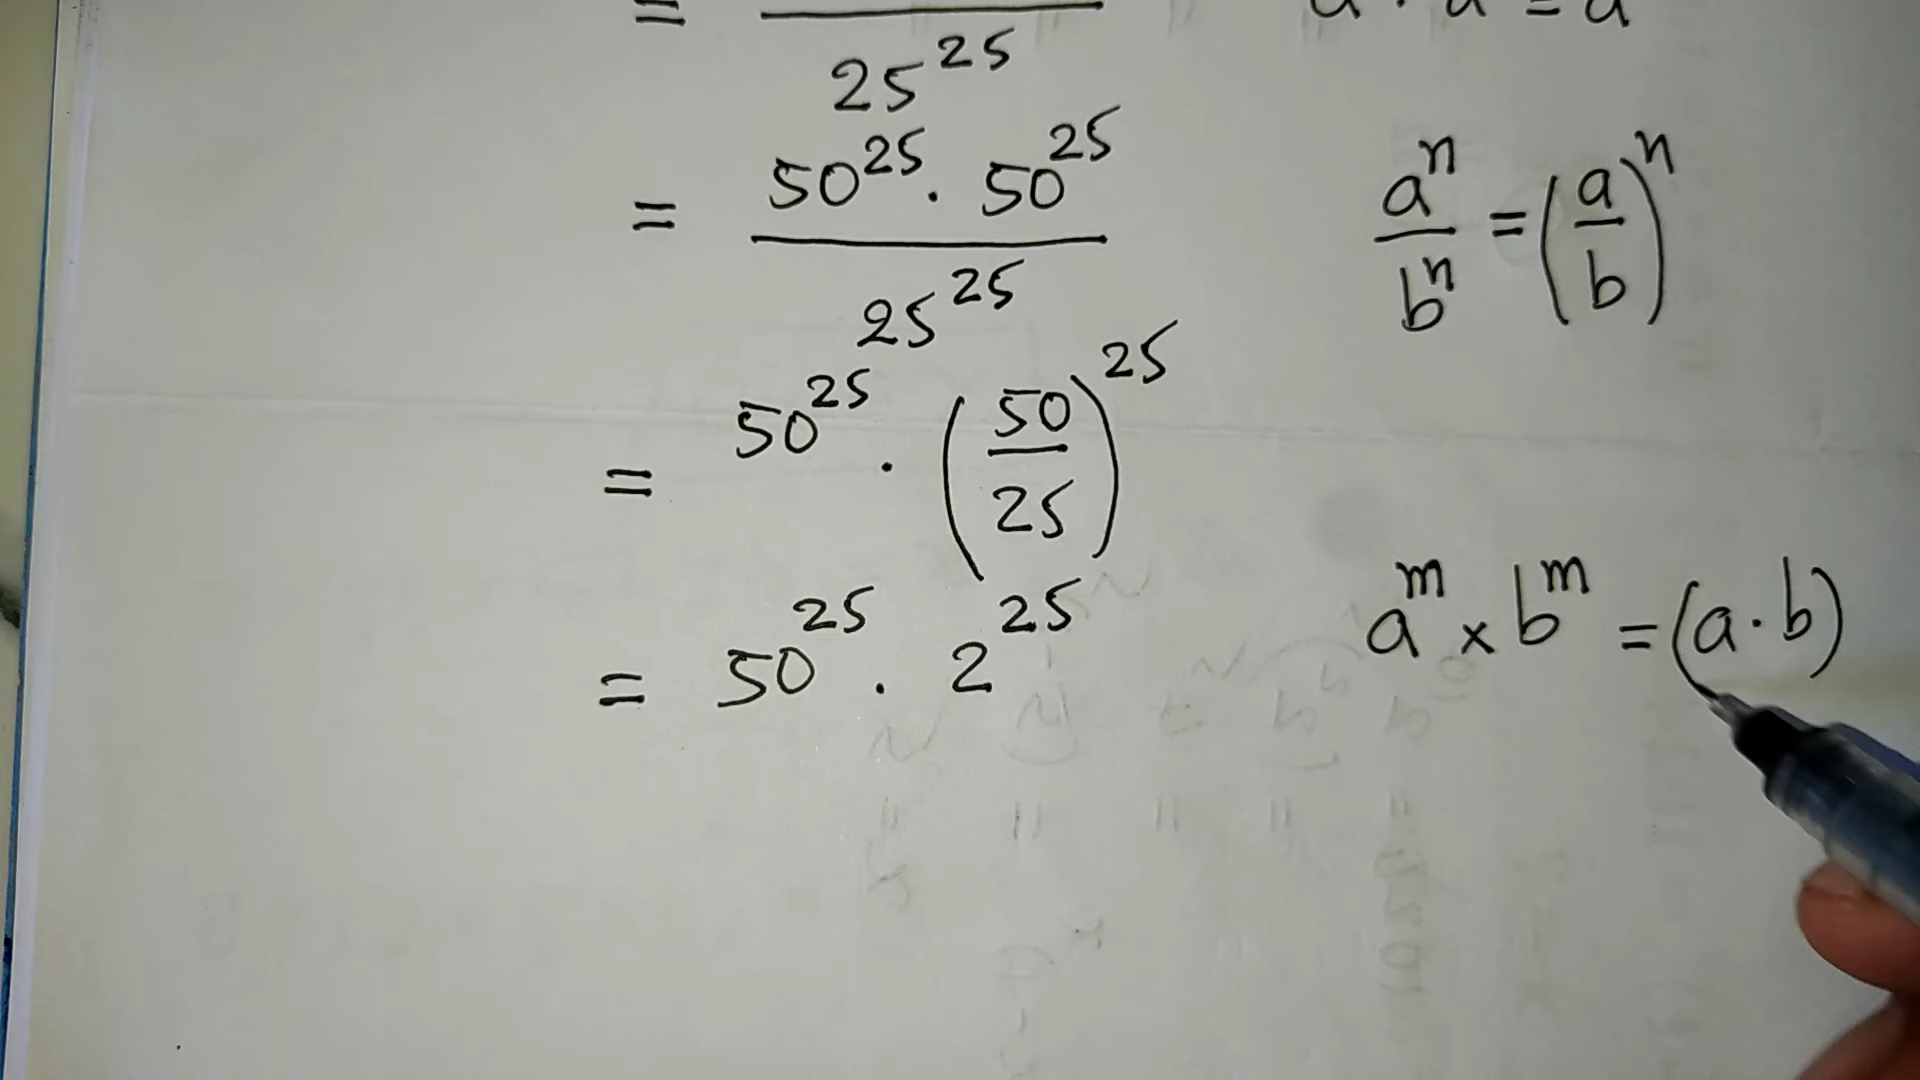 = ――― a · a = a
25^25
= (50^25 · 50^25) / 25^25
a^n / b^n = (a/b)^n
= 50^25 · (50/25)^25
= 50^25 · 2^25
a^m × b^m = (a · b)